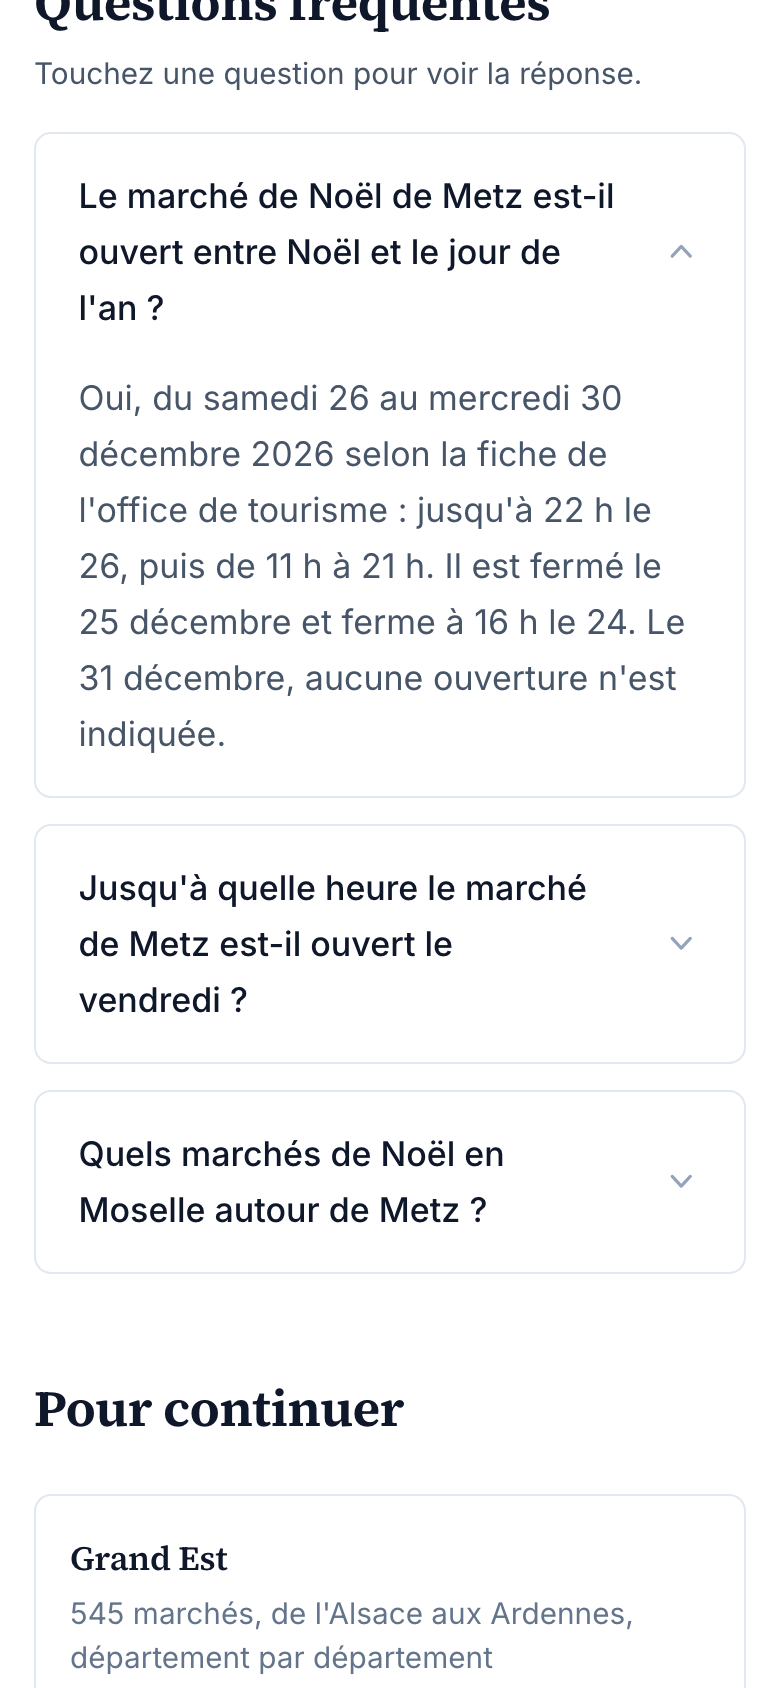 Questions fréquentes
Touchez une question pour voir la réponse.
Le marché de Noël de Metz est-il
ouvert entre Noël et le jour de
l'an ?
Oui, du samedi 26 au mercredi 30
décembre 2026 selon la fiche de
l'office de tourisme : jusqu'à 22 h le
26, puis de 11 h à 21 h. Il est fermé le
25 décembre et ferme à 16 h le 24. Le
31 décembre, aucune ouverture n'est
indiquée.
Jusqu'à quelle heure le marché
de Metz est-il ouvert le
vendredi ?
Quels marchés de Noël en
Moselle autour de Metz ?
Pour continuer
Grand Est
545 marchés, de l'Alsace aux Ardennes,
département par département